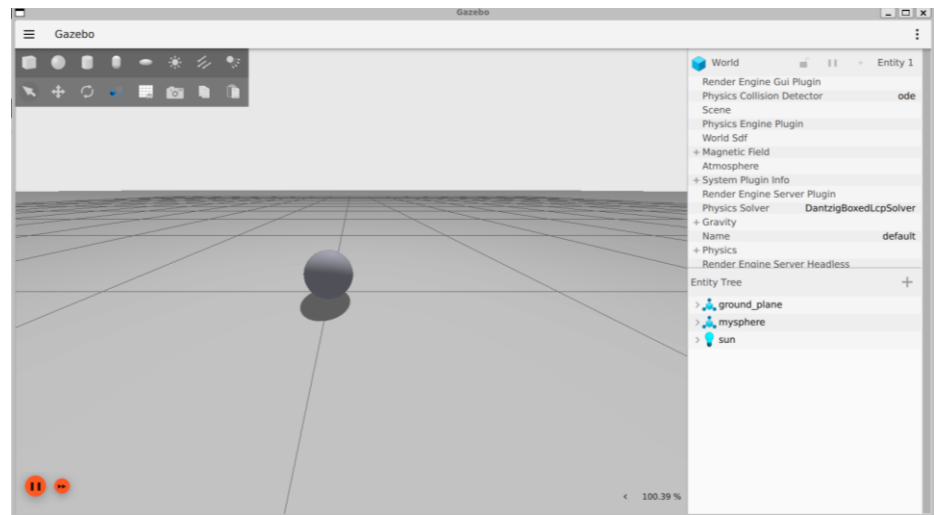 Gazebo
Gazebo
World Entity 1
Render Engine Gui Plugin
Physics Collision Detector ode
Scene
Physics Engine Plugin
World Sdf
+ Magnetic Field
Atmosphere
+ System Plugin Info
Render Engine Server Plugin
Physics Solver DantzigBoxedLcpSolver
+ Gravity
Name default
+ Physics
Render Engine Server Headless
Entity Tree +
> ground_plane
> mysphere
> sun
< 100.39 %